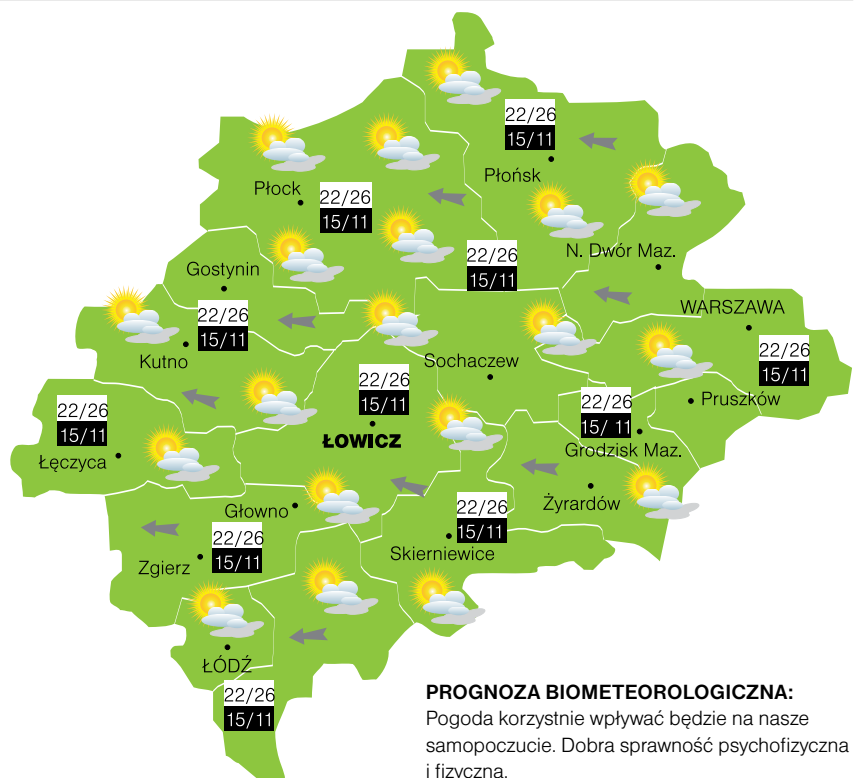 22/26
15/11
Płońsk
Płock
22/26
15/11
N. Dwór Maz.
22/26
15/11
Gostynin
WARSZAWA
22/26
15/11
Kutno
22/26
15/11
Sochaczew
22/26
15/11
ŁOWICZ
Pruszków
22/26
15/ 11
Grodzisk Maz.
22/26
15/11
Łęczyca
Żyrardów
Głowno
22/26
15/11
Skierniewice
22/26
15/11
Zgierz
ŁÓDŹ
22/26
15/11
PROGNOZA BIOMETEOROLOGICZNA:
Pogoda korzystnie wpływać będzie na nasze
samopoczucie. Dobra sprawność psychofizyczna
i fizyczna.